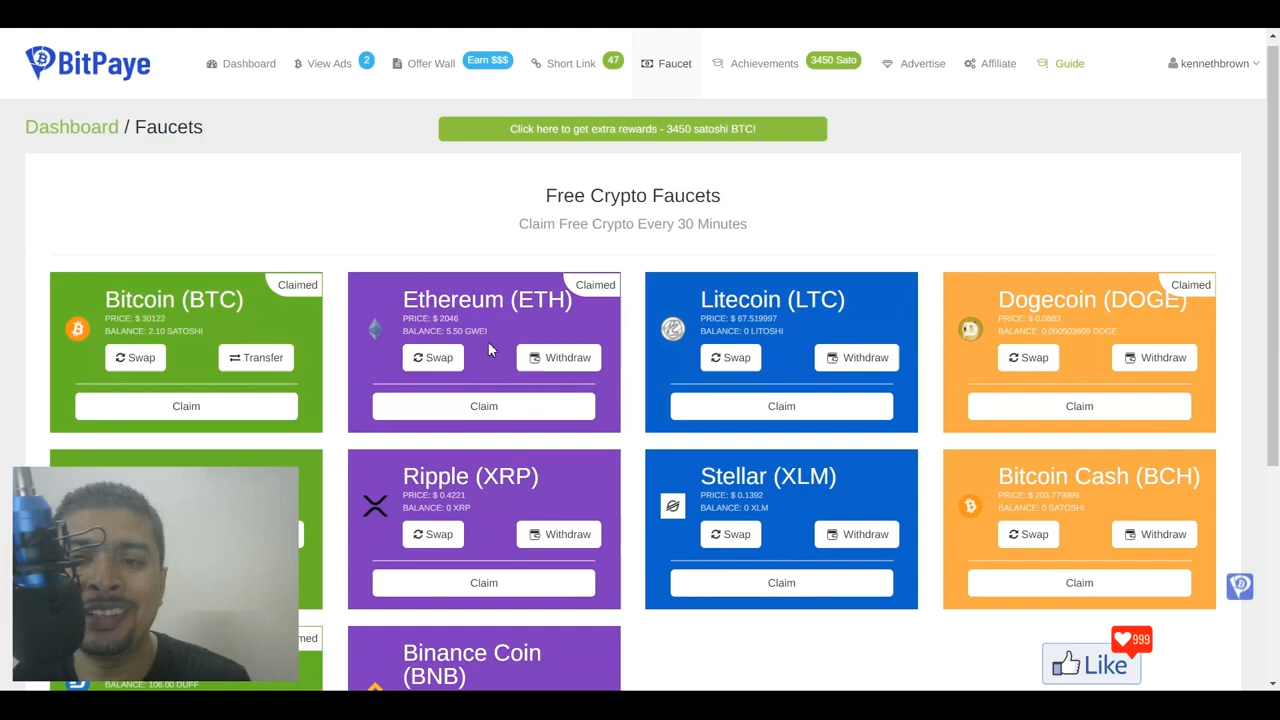 BitPaye
Dashboard
View Ads 2
Offer Wall Earn $$$
Short Link 47
Faucet
Achievements 3450 Sato
Advertise
Affiliate
Guide
kennethbrown
Dashboard / Faucets
Click here to get extra rewards - 3450 satoshi BTC!
Free Crypto Faucets
Claim Free Crypto Every 30 Minutes
Claimed
Bitcoin (BTC)
PRICE: $ 30122
BALANCE: 2.10 SATOSHI
Swap
Transfer
Claim
Claimed
Ethereum (ETH)
PRICE: $ 2046
BALANCE: 5.50 GWEI
Swap
Withdraw
Claim
Litecoin (LTC)
PRICE: $ 67.519997
BALANCE: 0 LITOSHI
Swap
Withdraw
Claim
Claimed
Dogecoin (DOGE)
PRICE: $ 0.0883
BALANCE: 0.000503609 DOGE
Swap
Withdraw
Claim
Ripple (XRP)
PRICE: $ 0.4221
BALANCE: 0 XRP
Swap
Withdraw
Claim
Stellar (XLM)
PRICE: $ 0.1392
BALANCE: 0 XLM
Swap
Withdraw
Claim
Bitcoin Cash (BCH)
PRICE: $ 203.779999
BALANCE: 0 SATOSHI
Swap
Withdraw
Claim
med
BALANCE: 106.00 DUFF
Binance Coin
(BNB)
999
Like